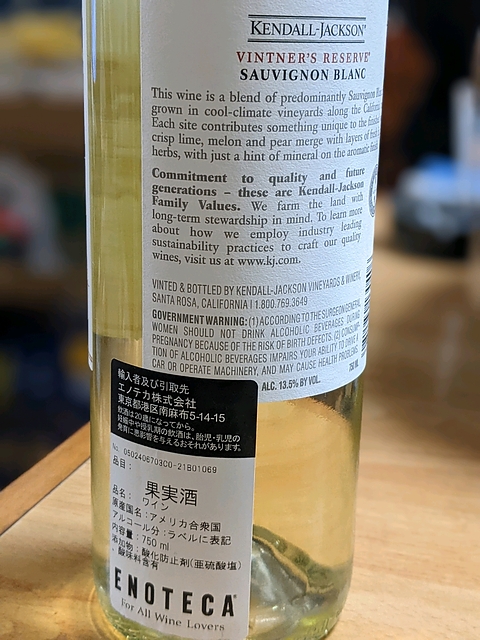 KENDALL-JACKSON
VINTNER'S RESERVE
SAUVIGNON BLANC
This wine is a blend of predominantly Sauvignon
grown in cool-climate vineyards along the
Each site contributes something unique to the
crisp lime, melon and pear merge with layers of
herbs, with just a hint of mineral on the aromatic
Commitment to quality and future
generations – these are Kendall-Jackson
Family Values. We farm the land with
long-term stewardship in mind. To learn more
about how we employ industry leading
sustainability practices to craft our quality
wines, visit us at www.kj.com.
VINTED & BOTTLED BY KENDALL-JACKSON VINEYARDS & WINERY,
SANTA ROSA, CALIFORNIA | 1.800.769.3649
GOVERNMENT WARNING: (1) ACCORDING TO THE SURGEON GENERAL,
WOMEN SHOULD NOT DRINK ALCOHOLIC BEVERAGES DURING
PREGNANCY BECAUSE OF THE RISK OF BIRTH DEFECTS. (2) CONSUMP-
TION OF ALCOHOLIC BEVERAGES IMPAIRS YOUR ABILITY TO DRIVE A
CAR OR OPERATE MACHINERY, AND MAY CAUSE HEALTH PROBLEMS.
ALC. 13.5% BY VOL.
750 ML
輸入者及び引取先
エノテカ株式会社
東京都港区南麻布5-14-15
飲酒は20歳になってから。
妊娠中や授乳期の飲酒は、胎児・乳児の
発育に悪影響を与えるおそれがあります。
No. 0502406703C0-21B01069
品目:
果実酒
品名: ワイン
原産国名:アメリカ合衆国
アルコール分:ラベルに表記
内容量:750 ml
添加物:酸化防止剤(亜硫酸塩)
、酸味料含有
ENOTECA
For All Wine Lovers